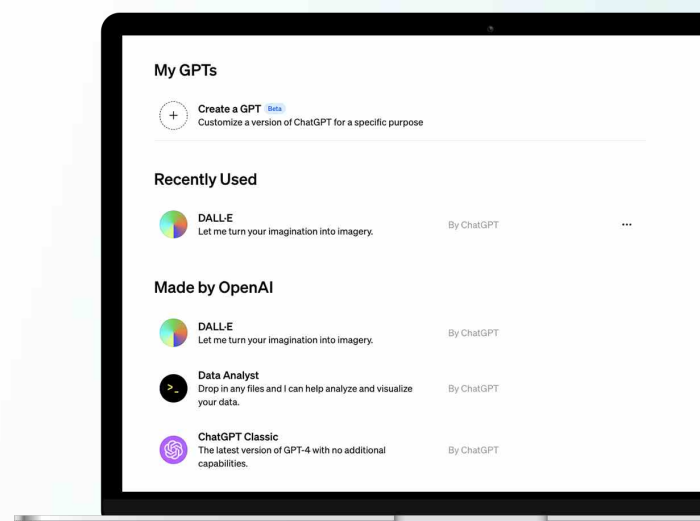 My GPTs
Create a GPT Beta
Customize a version of ChatGPT for a specific purpose
Recently Used
DALL·E
Let me turn your imagination into imagery.
By ChatGPT
Made by OpenAI
DALL·E
Let me turn your imagination into imagery.
By ChatGPT
Data Analyst
Drop in any files and I can help analyze and visualize
your data.
By ChatGPT
ChatGPT Classic
The latest version of GPT-4 with no additional
capabilities.
By ChatGPT